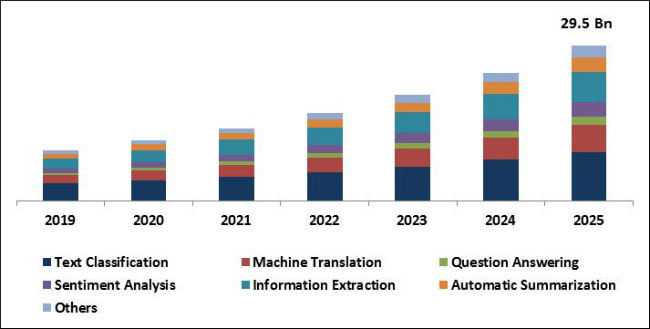 29.5 Bn
2019 2020 2021 2022 2023 2024 2025
Text Classification Machine Translation Question Answering
Sentiment Analysis Information Extraction Automatic Summarization
Others